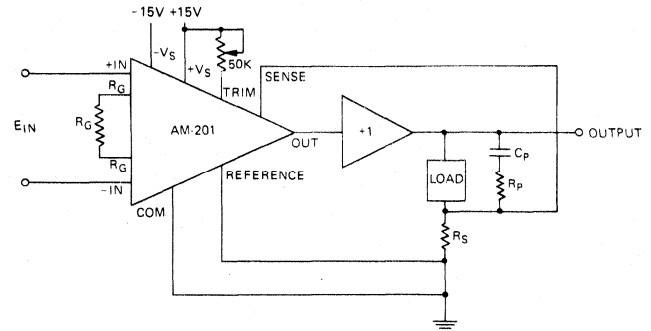 -15V +15V
-VS
+VS
50K
TRIM
SENSE
+IN
RG
EIN
RG
AM-201
RG
-IN
COM
OUT
REFERENCE
+1
OUTPUT
CP
LOAD
RP
RS